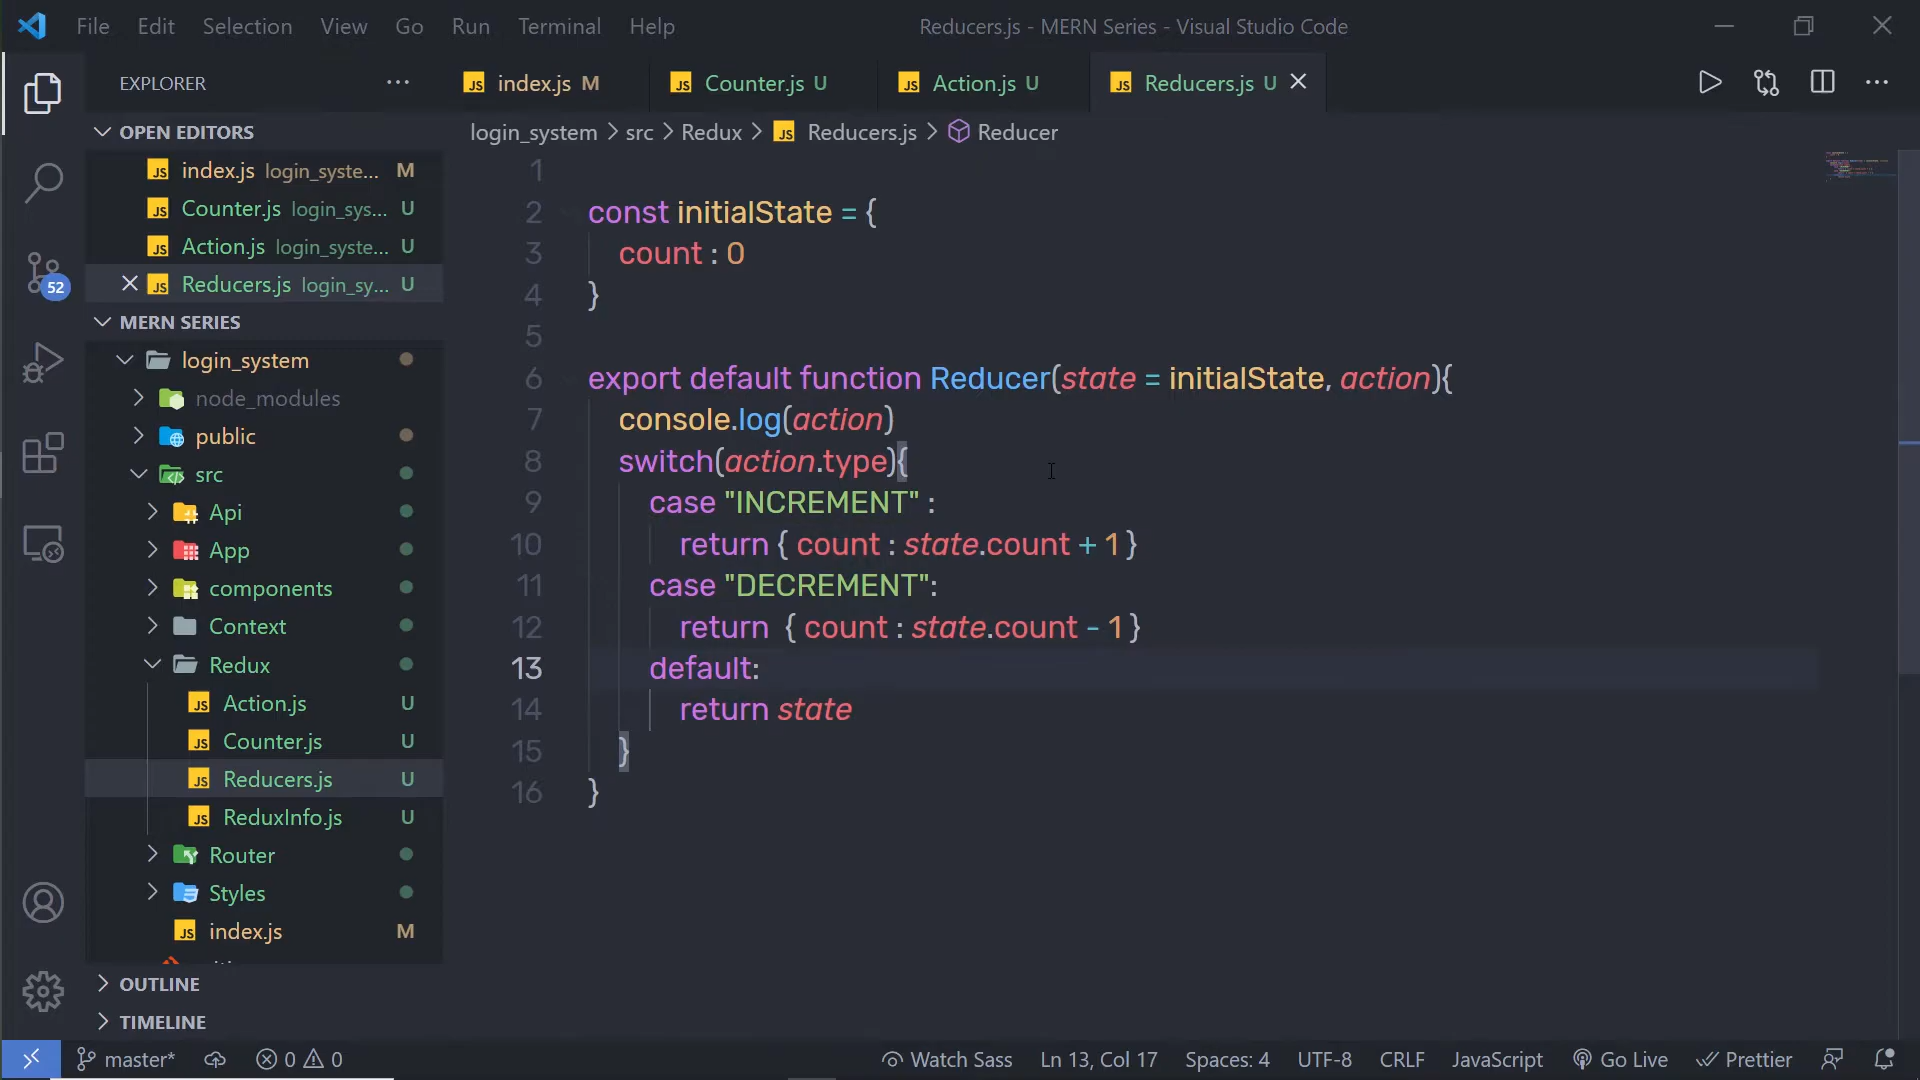 File Edit Selection View Go Run Terminal Help Reducers.js - MERN Series - Visual Studio Code
EXPLORER
index.js M
Counter.js U
Action.js U
Reducers.js U
OPEN EDITORS
index.js login_syste... M
Counter.js login_sys... U
Action.js login_syste... U
Reducers.js login_sy... U
MERN SERIES
login_system
node_modules
public
src
Api
App
components
Context
Redux
Action.js U
Counter.js U
Reducers.js U
ReduxInfo.js U
Router
Styles
index.js M
OUTLINE
TIMELINE
52
login_system > src > Redux > JS Reducers.js > Reducer
1
2 const initialState = {
3 count : 0
4 }
5
6 export default function Reducer(state = initialState, action){
7 console.log(action)
8 switch(action.type){
9 case "INCREMENT" :
10 return { count : state.count + 1 }
11 case "DECREMENT":
12 return { count : state.count - 1 }
13 default:
14 return state
15 }
16 }
master* 0 0 Watch Sass Ln 13, Col 17 Spaces: 4 UTF-8 CRLF JavaScript Go Live Prettier